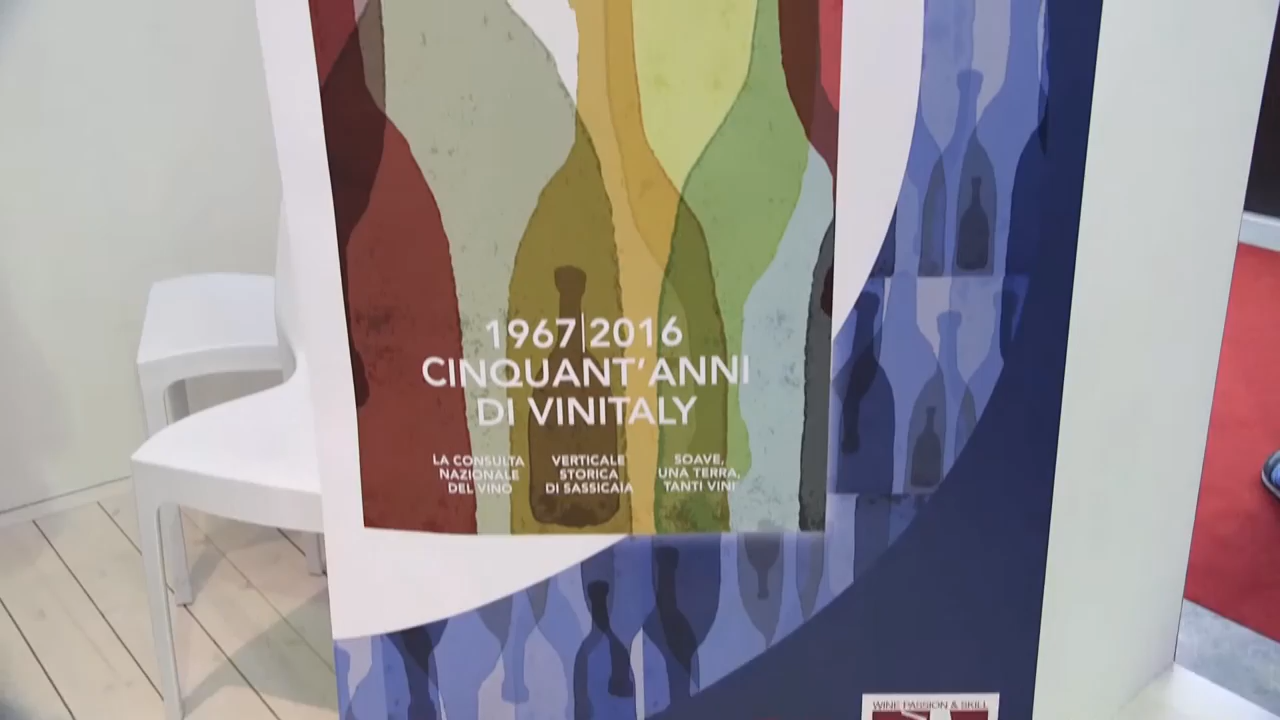 1967|2016
CINQUANT'ANNI
DI VINITALY
LA CONSULTA
NAZIONALE
DEL VINO
VERTICALE
STORICA
DI SASSICAIA
SOAVE,
UNA TERRA,
TANTI VINI
WINE PASSION & SKILL